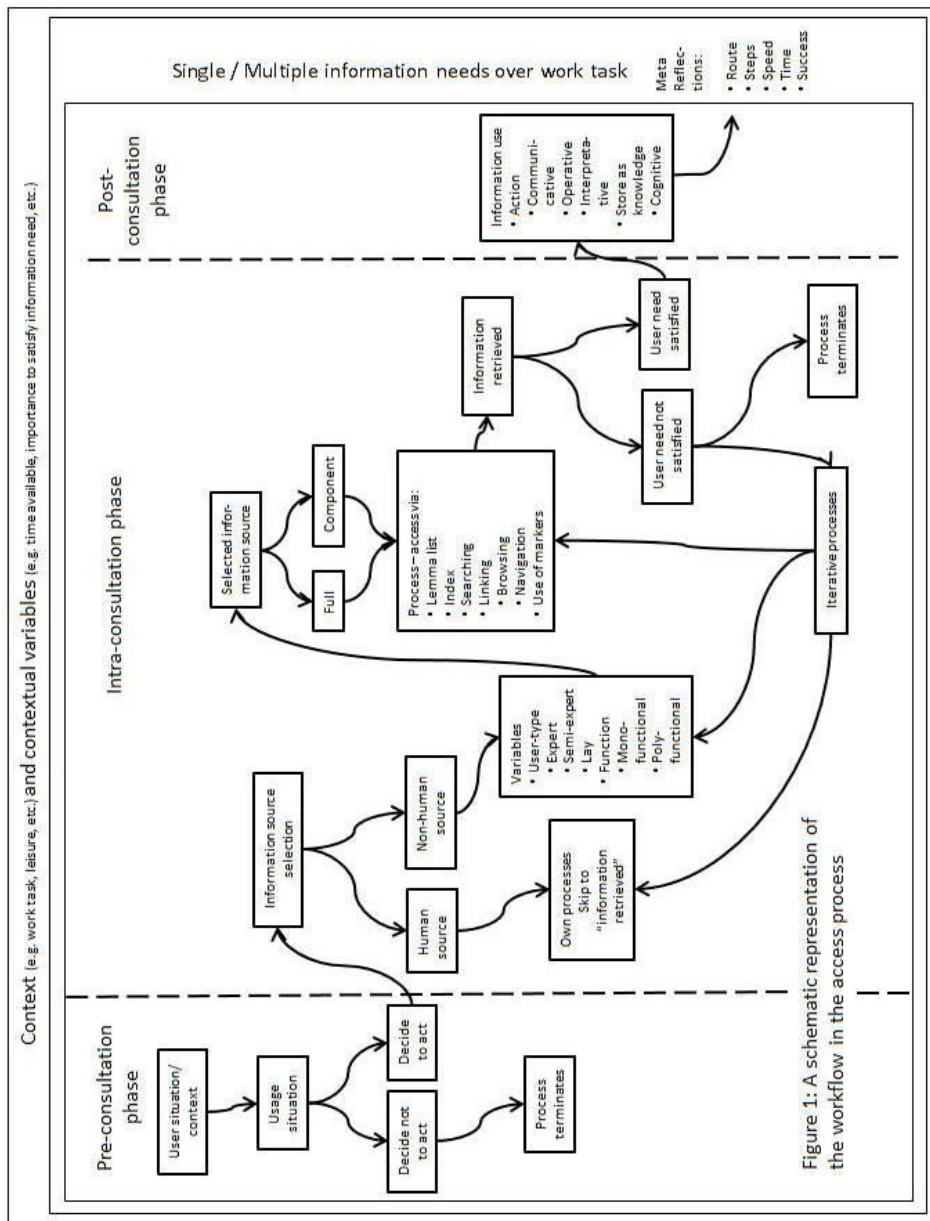 Context (e.g. work task, leisure, etc.) and contextual variables (e.g. time available, importance to satisfy information need, etc.)
Pre-consultation
phase
User situation/
context
Usage
situation
Decide not
to act
Decide
to act
Process
terminates
Intra-consultation phase
Information source
selection
Human
source
Non-human
source
Own processes
Skip to
“information
retrieved”
Variables
• User-type
• Expert
• Semi-expert
• Lay
• Function
• Mono-
functional
• Poly-
functional
Selected infor-
mation source
Full
Component
Process – access via:
• Lemma list
• Index
• Searching
• Linking
• Browsing
• Navigation
• Use of markers
Information
retrieved
User need not
satisfied
User need
satisfied
Process
terminates
Iterative processes
Post-
consultation
phase
Information use
• Action
• Communi-
cative
• Operative
• Interpreta-
tive
• Store as
knowledge
• Cognitive
Single / Multiple information needs over work task
Meta
Reflec-
tions:
• Route
• Steps
• Speed
• Time
• Success
Figure 1: A schematic representation of
the workflow in the access process